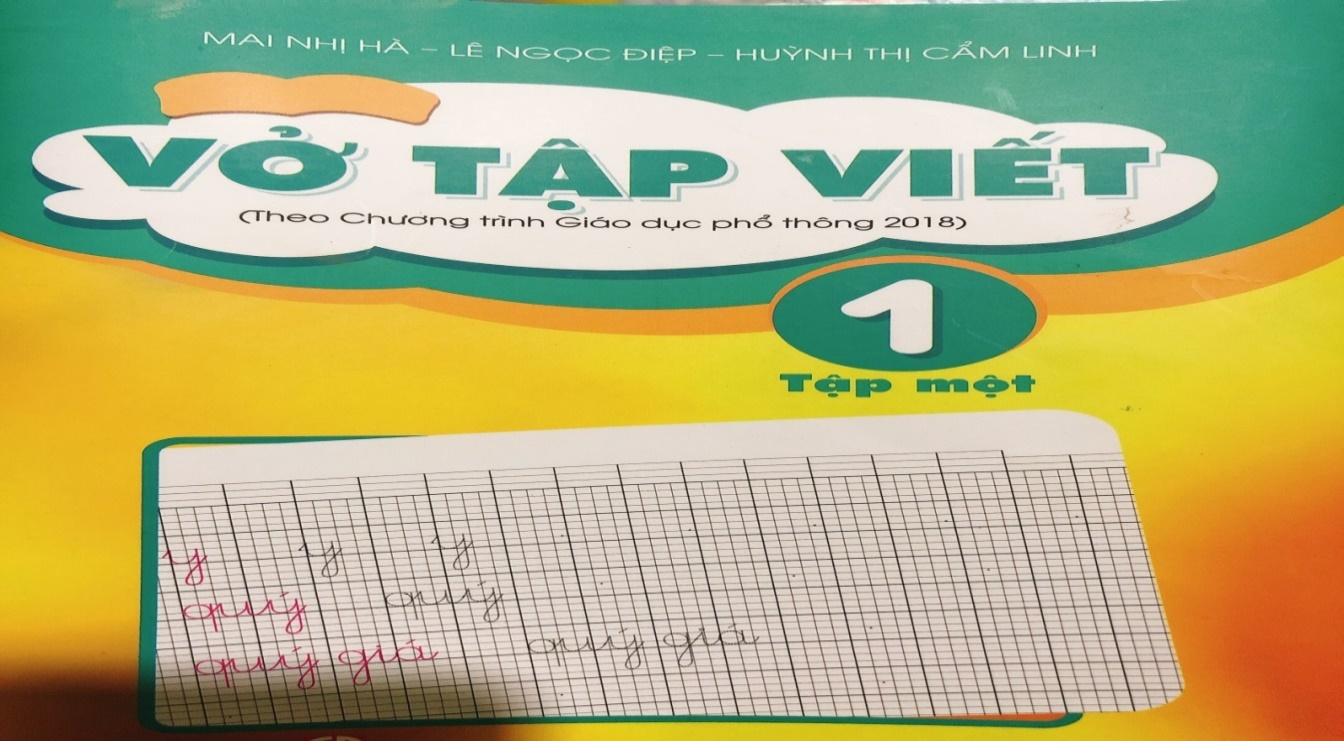 MAI NHỊ HÀ – LÊ NGỌC ĐIỆP – HUỲNH THỊ CẨM LINH
VỞ TẬP VIẾT
(Theo Chương trình Giáo dục phổ thông 2018)
1
Tập một
y y y
quý quý
quý giá quý giá